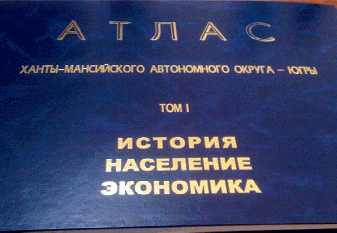 АТЛАС
ХАНТЫ-МАНСИЙСКОГО АВТОНОМНОГО ОКРУГА – ЮГРЫ
ТОМ I
ИСТОРИЯ
НАСЕЛЕНИЕ
ЭКОНОМИКА